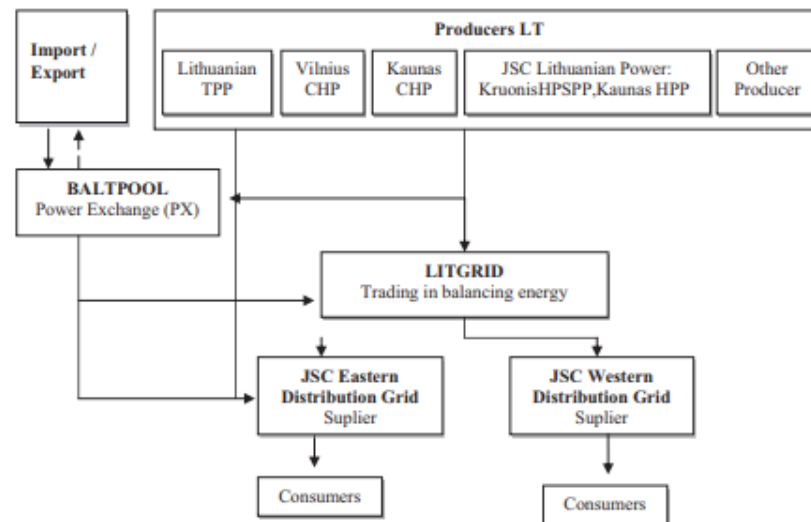 Import /
Export
Producers LT
Lithuanian
TPP
Vilnius
CHP
Kaunas
CHP
JSC Lithuanian Power:
KruonisHPSPP,Kaunas HPP
Other
Producer
BALTPOOL
Power Exchange (PX)
LITGRID
Trading in balancing energy
JSC Eastern
Distribution Grid
Suplier
JSC Western
Distribution Grid
Suplier
Consumers
Consumers